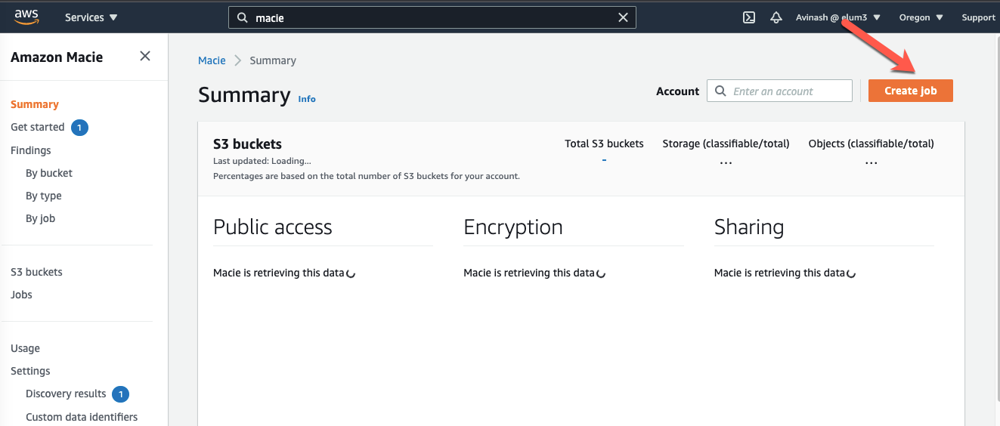 aws
Services
macie
Avinash @ elum3
Oregon
Support
Amazon Macie
Summary
Get started 1
Findings
By bucket
By type
By job
S3 buckets
Jobs
Usage
Settings
Discovery results 1
Custom data identifiers
Macie > Summary
Summary Info
Account
Enter an account
Create job
S3 buckets
Last updated: Loading...
Percentages are based on the total number of S3 buckets for your account.
Total S3 buckets
-
Storage (classifiable/total)
...
Objects (classifiable/total)
...
Public access
Macie is retrieving this data
Encryption
Macie is retrieving this data
Sharing
Macie is retrieving this data